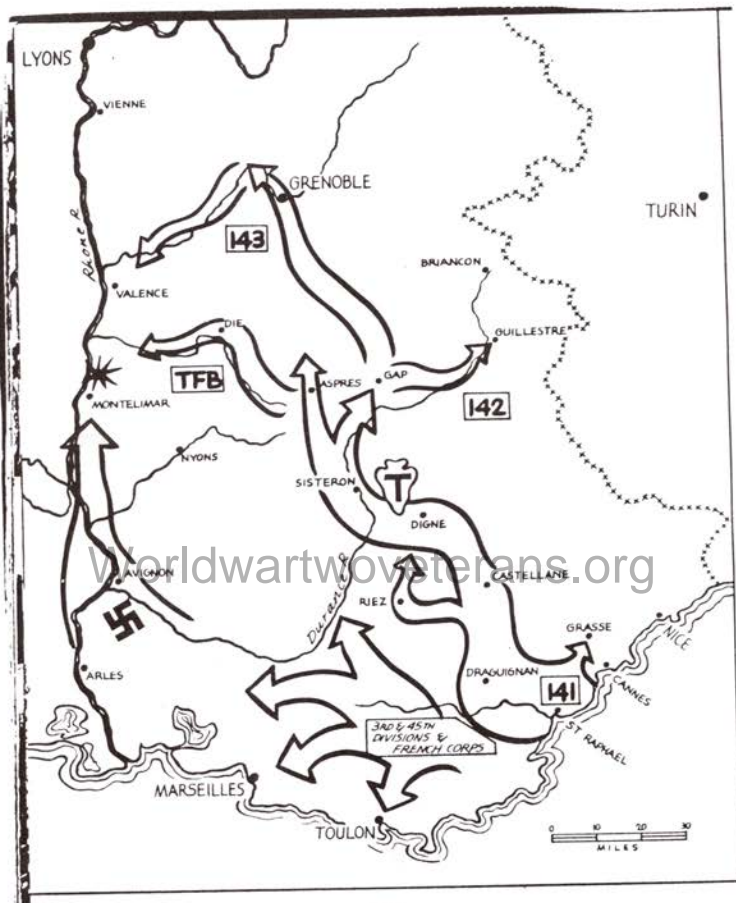 LYONS
VIENNE
GRENOBLE
TURIN
143
Rhone R
BRIANCON
VALENCE
DIE
GUILLESTRE
TFB
ASPRES
GAP
142
MONTELIMAR
NYONS
SISTERON
T
DIGNE
Worldwartwoveterans.org
AVIGNON
CASTELLANE
Durance R
RIEZ
GRASSE
NICE
ARLES
DRAGUIGNAN
141
CANNES
ST RAPHAEL
3RD & 45TH
DIVISIONS &
FRENCH CORPS
MARSEILLES
TOULON
0 10 20 30
MILES